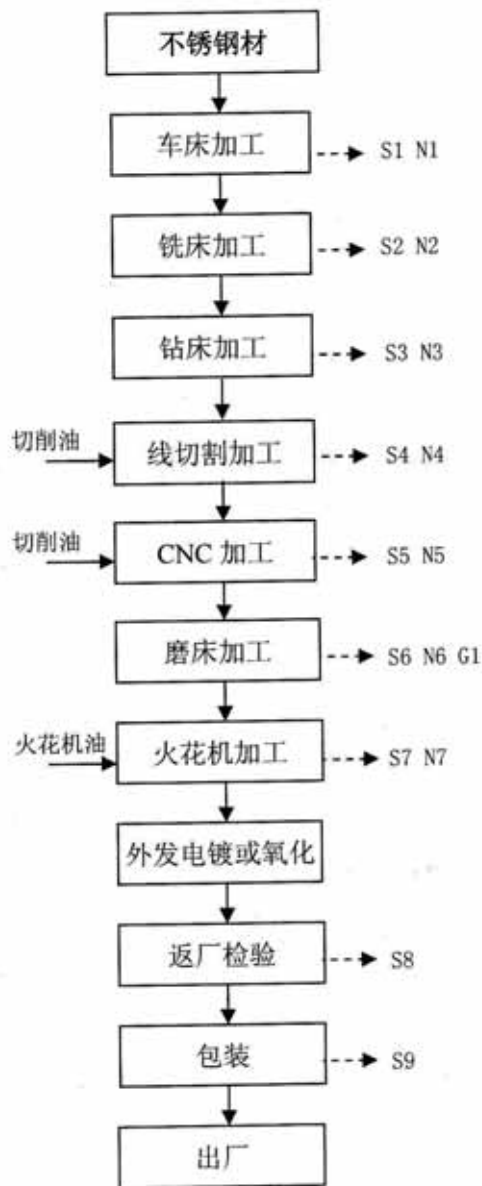 不锈钢材
车床加工
S1 N1
铣床加工
S2 N2
钻床加工
S3 N3
切削油
线切割加工
S4 N4
切削油
CNC 加工
S5 N5
磨床加工
S6 N6 G1
火花机油
火花机加工
S7 N7
外发电镀或氧化
返厂检验
S8
包装
S9
出厂